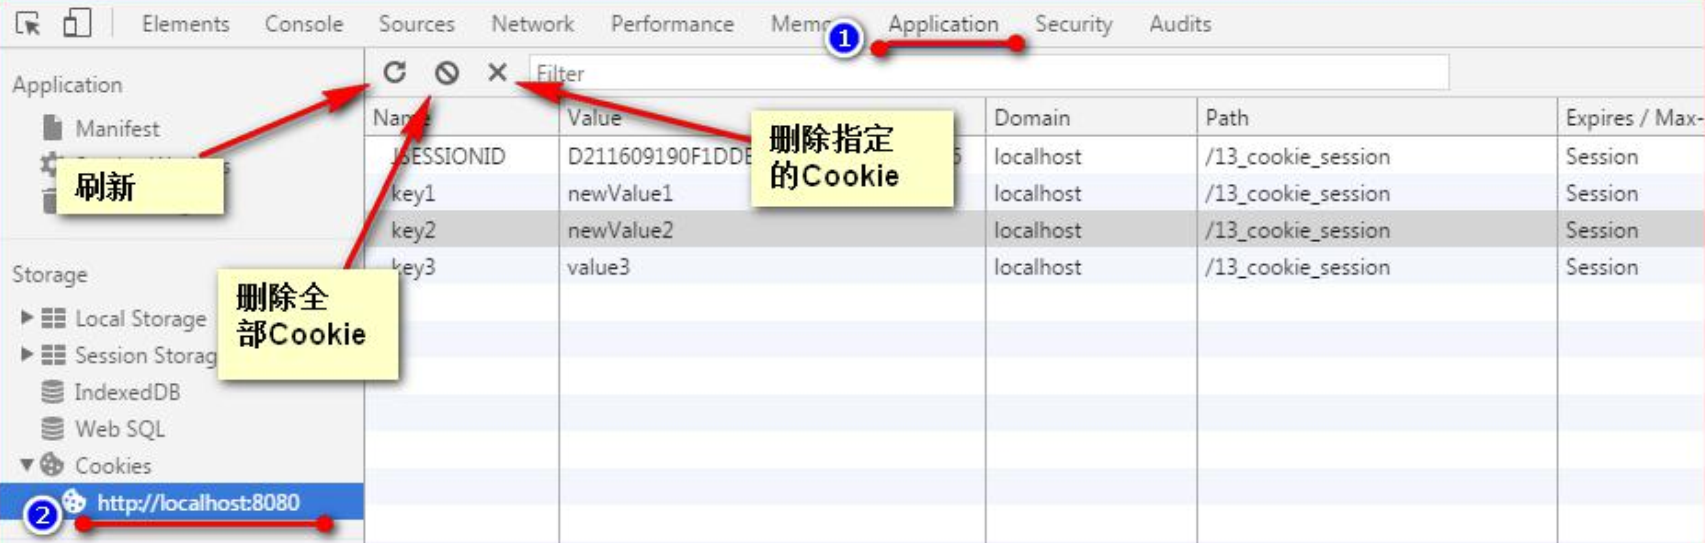 Elements Console Sources Network Performance Application Security Audits
1
Application
Filter
Manifest
Name Value Domain Path Expires / Max-
删除指定
的Cookie
JSESSIONID localhost /13_cookie_session Session
刷新
key1 newValue1 localhost /13_cookie_session Session
key2 newValue2 localhost /13_cookie_session Session
key3 value3 localhost /13_cookie_session Session
Storage
删除全
部Cookie
Local Storage
Session Storag
IndexedDB
Web SQL
Cookies
http://localhost:8080
2